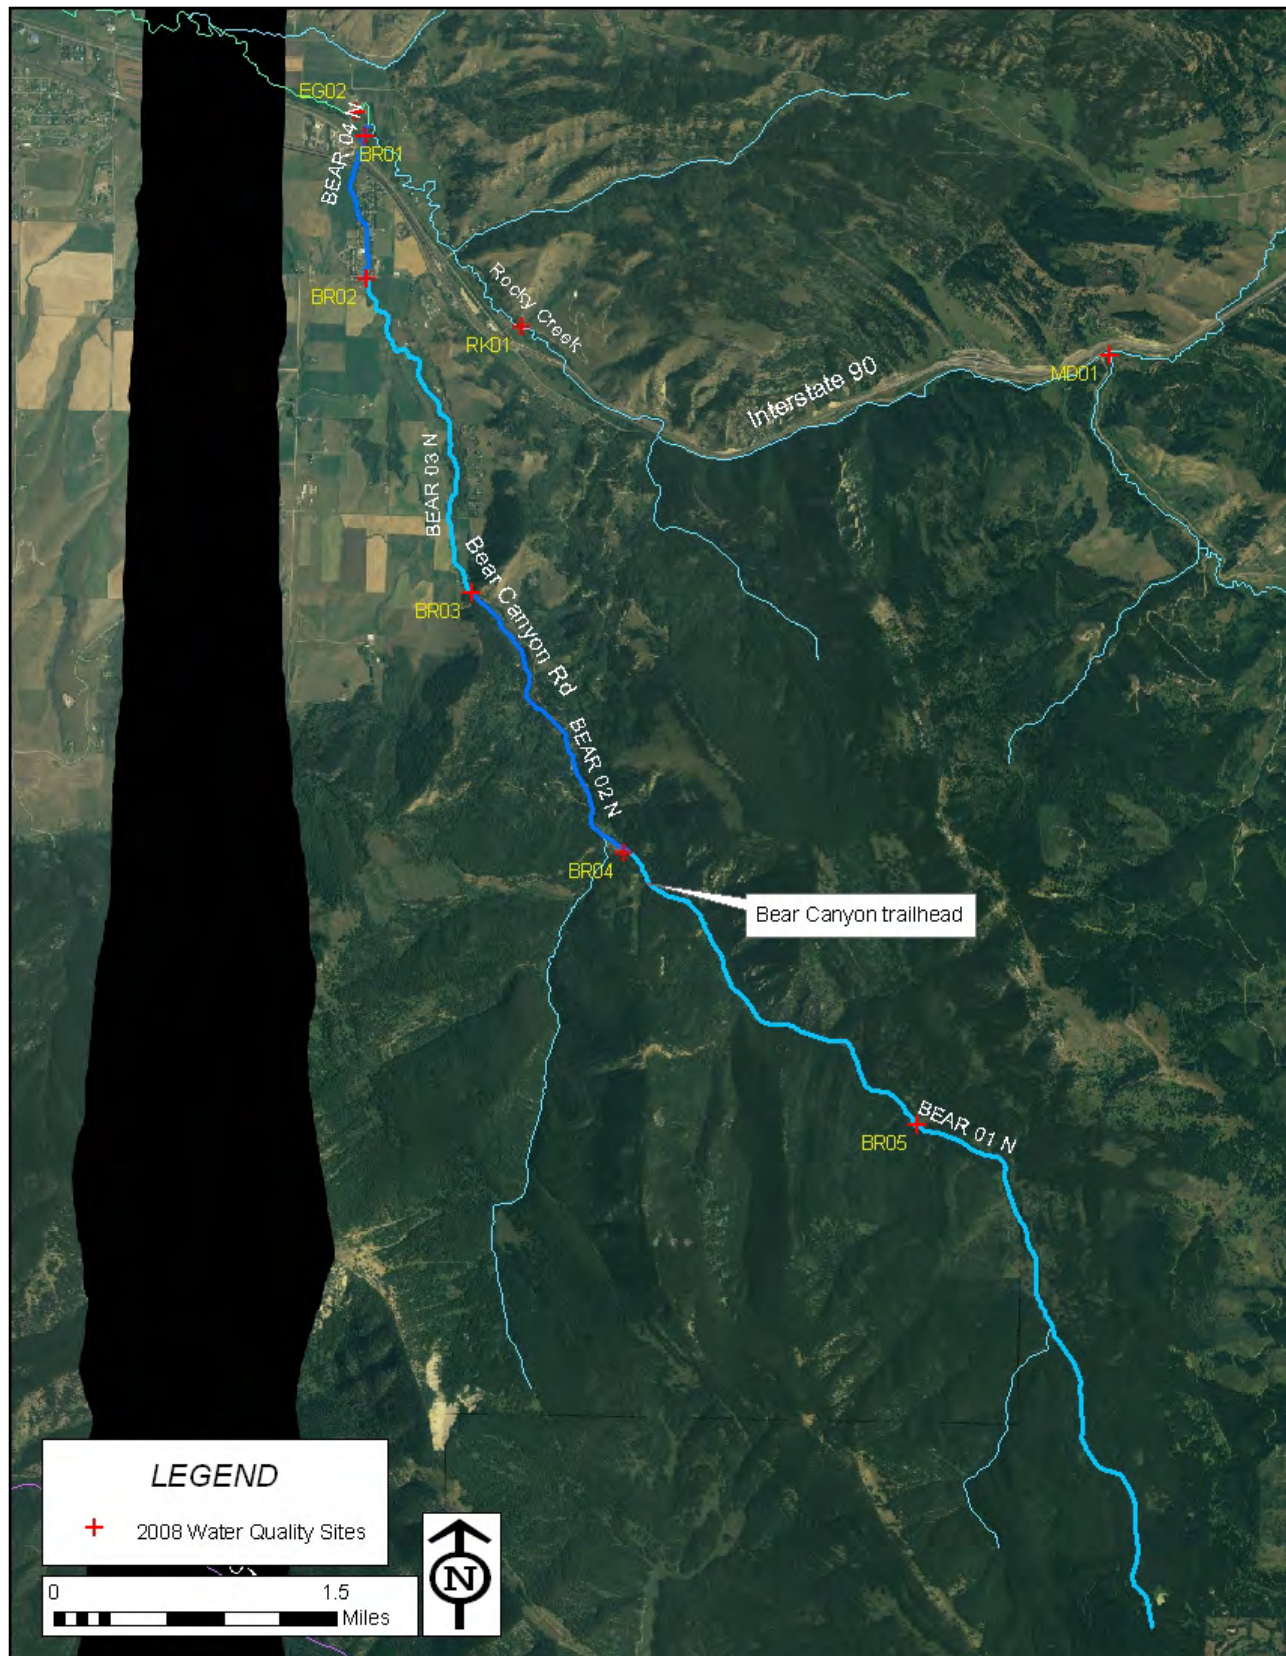 EG02
BEAR 04 N
BR01
BR02
Rocky Creek
RK01
Interstate 90
MD01
BEAR 03 N
Bear Canyon Rd
BR03
BEAR 02 N
BR04
Bear Canyon trailhead
BEAR 01 N
BR05
LEGEND
2008 Water Quality Sites
0 1.5
Miles
N